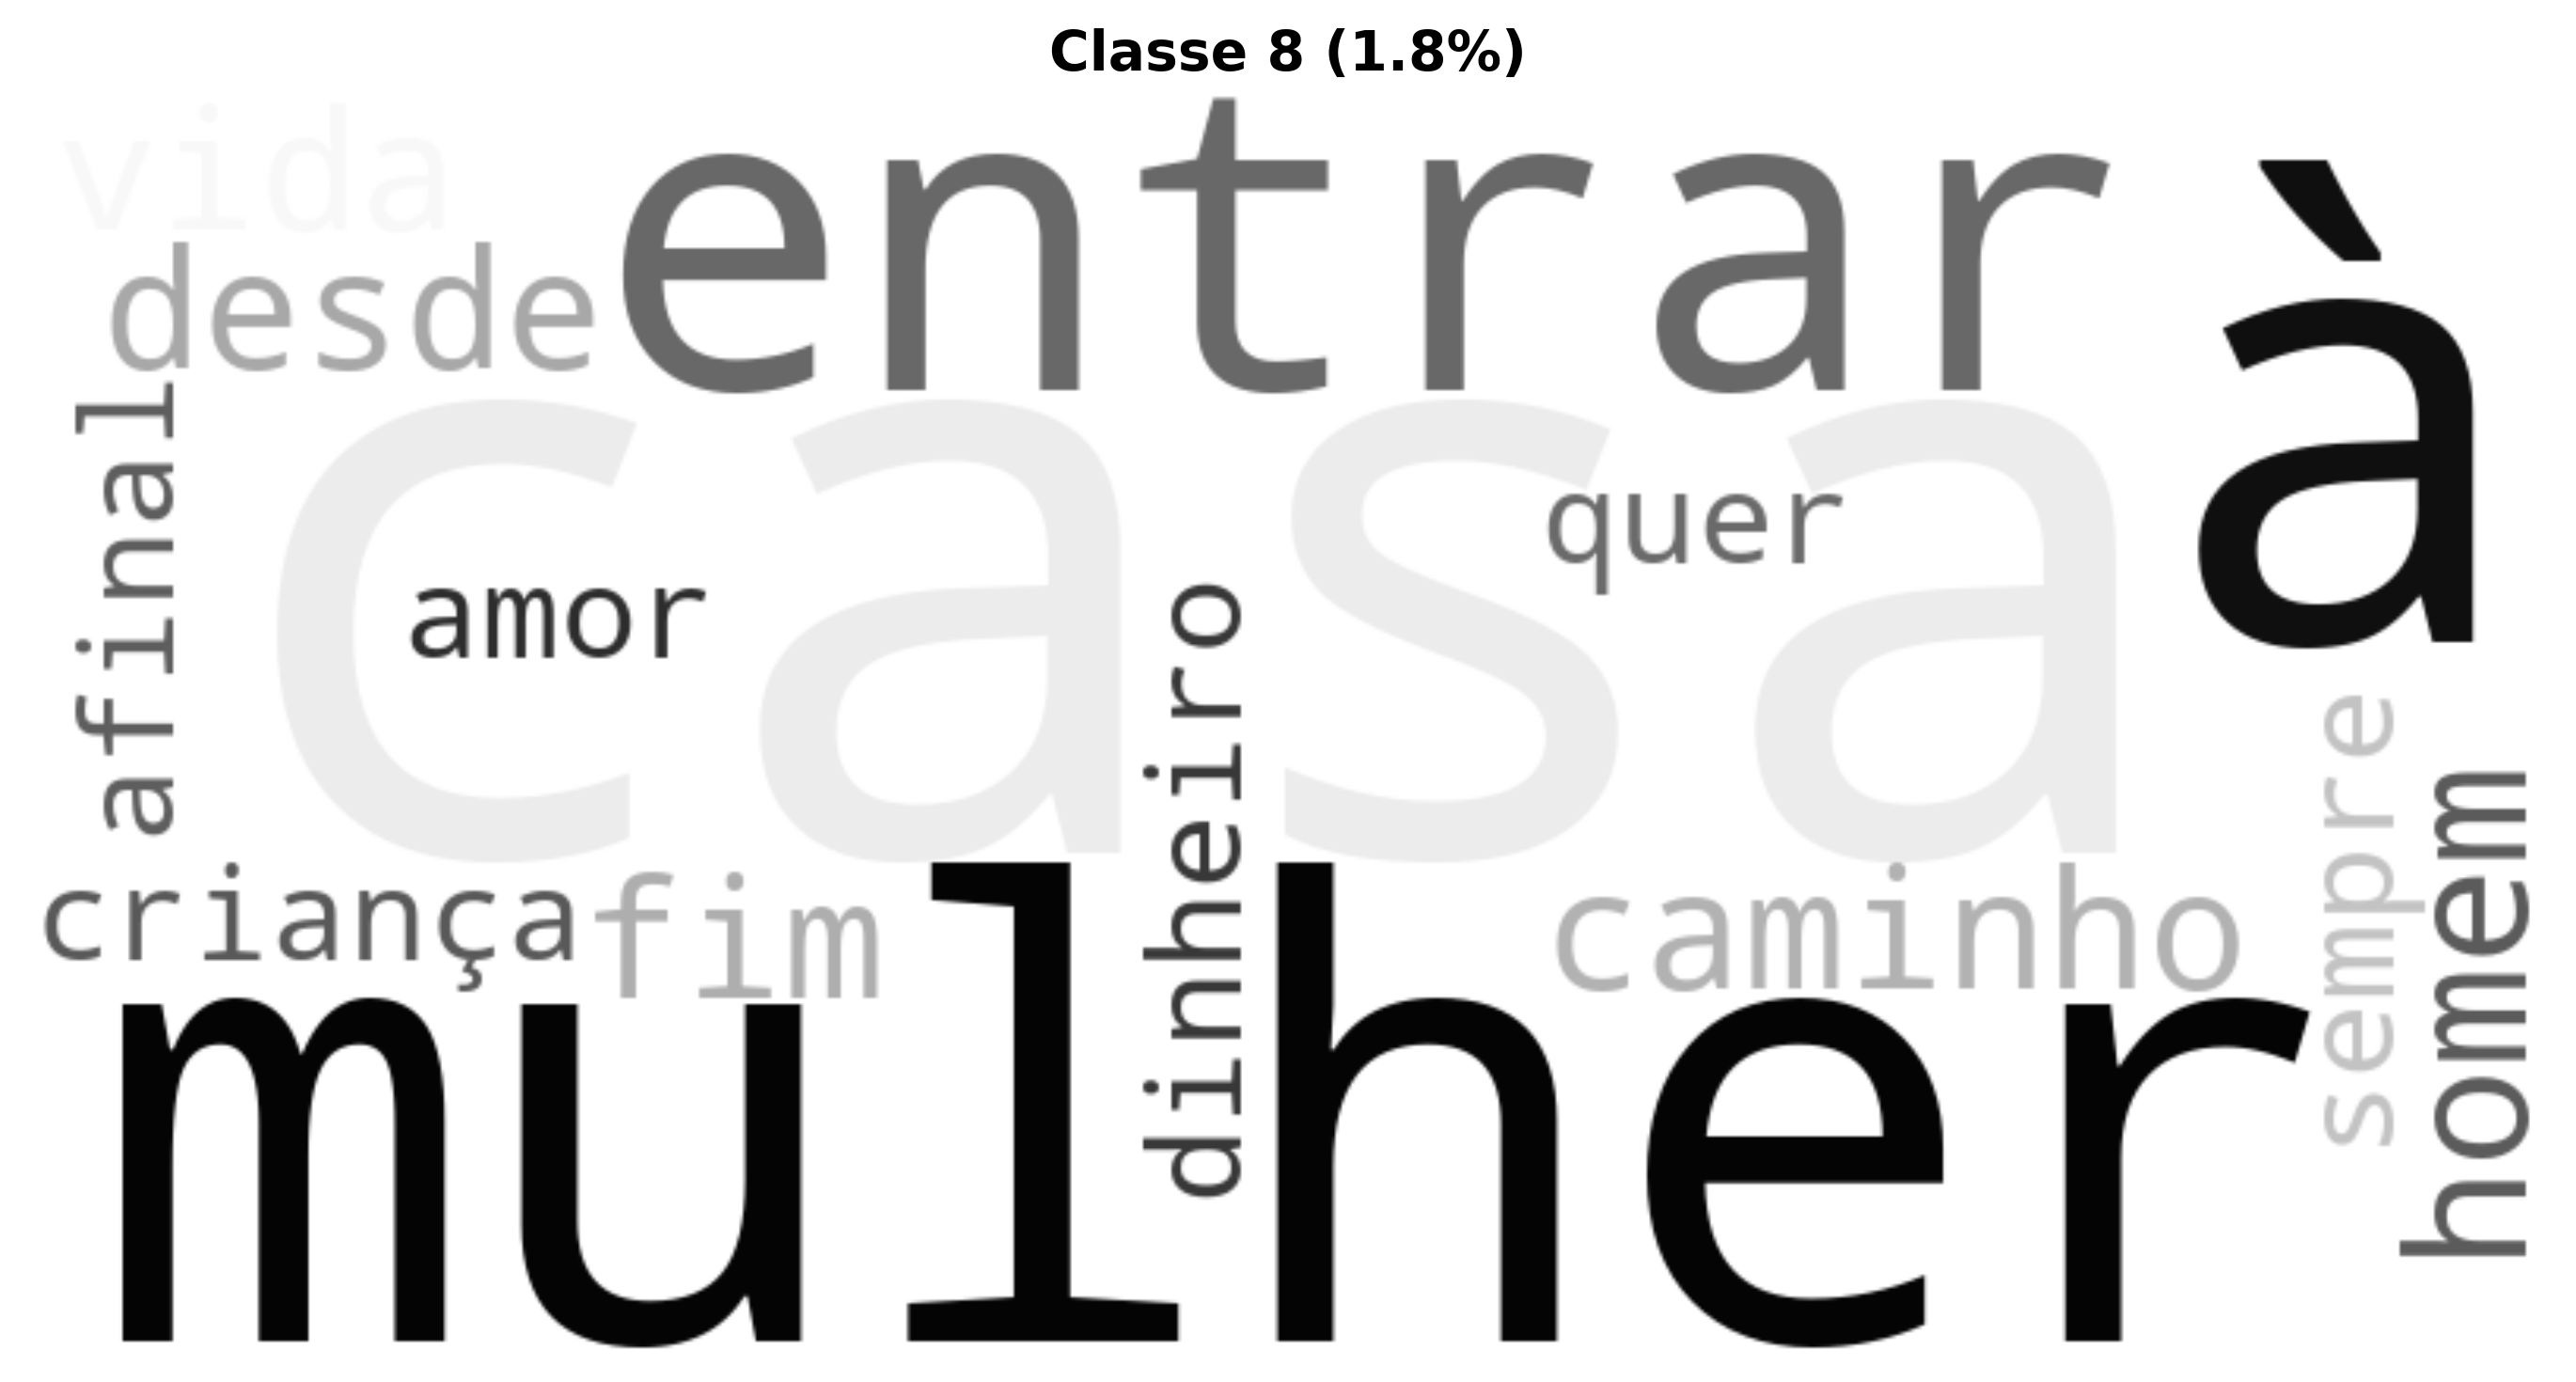 Classe 8 (1.8%)
vida
entrar
à
desde
casa
afinal
quer
amor
dinheiro
sempre
homem
criança
fim
caminho
mulher